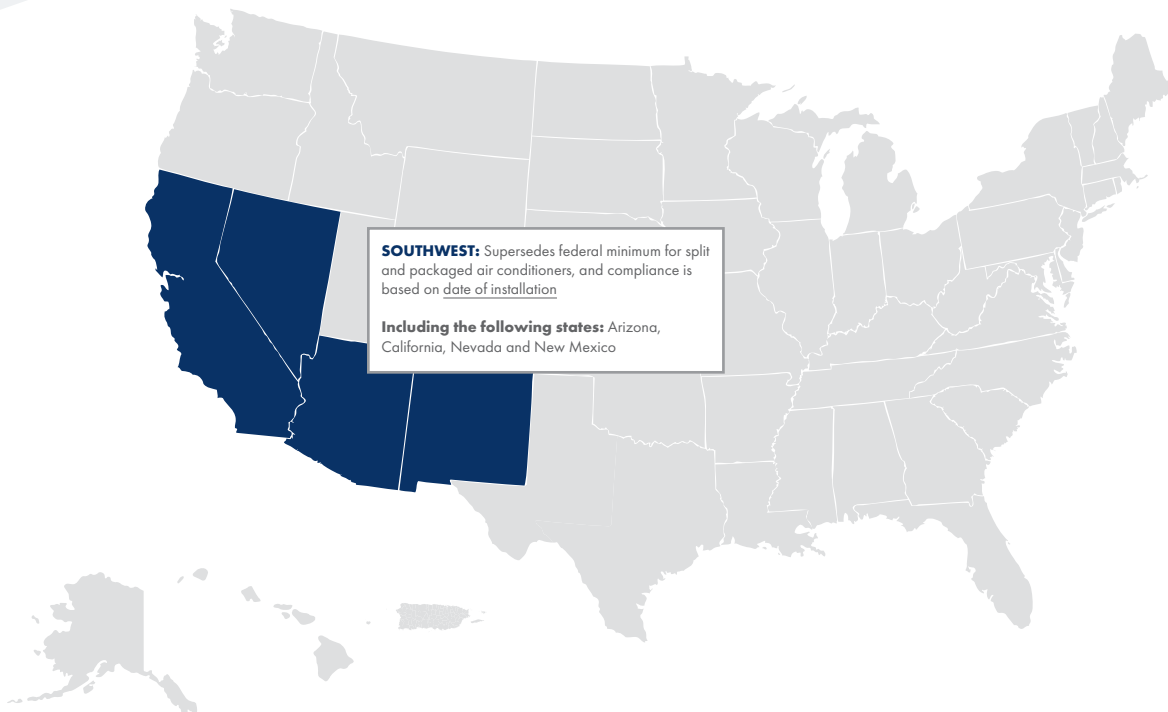 SOUTHWEST: Supersedes federal minimum for split
and packaged air conditioners, and compliance is
based on date of installation
Including the following states: Arizona,
California, Nevada and New Mexico